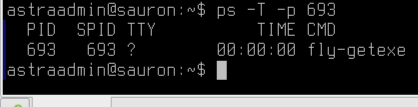 astraadmin@sauron:~$ ps -T -p 693
PID SPID TTY TIME CMD
693 693 ? 00:00:00 fly-getexe
astraadmin@sauron:~$